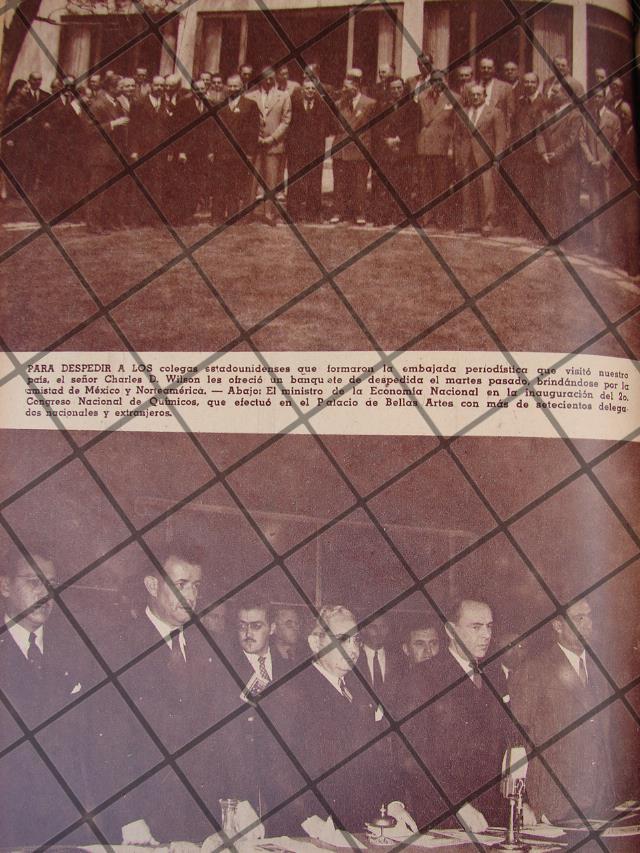 PARA DESPEDIR A LOS colegas estadounidenses que formaron la embajada periodística que visitó nuestro
país, el señor Charles D. Wilson les ofreció un banquete de despedida el martes pasado, brindándose por la
amistad de México y Norteamérica. — Abajo: El ministro de la Economía Nacional en la inauguración del 2o.
Congreso Nacional de Químicos, que efectuó en el Palacio de Bellas Artes con más de setecientos delega-
dos nacionales y extranjeros.